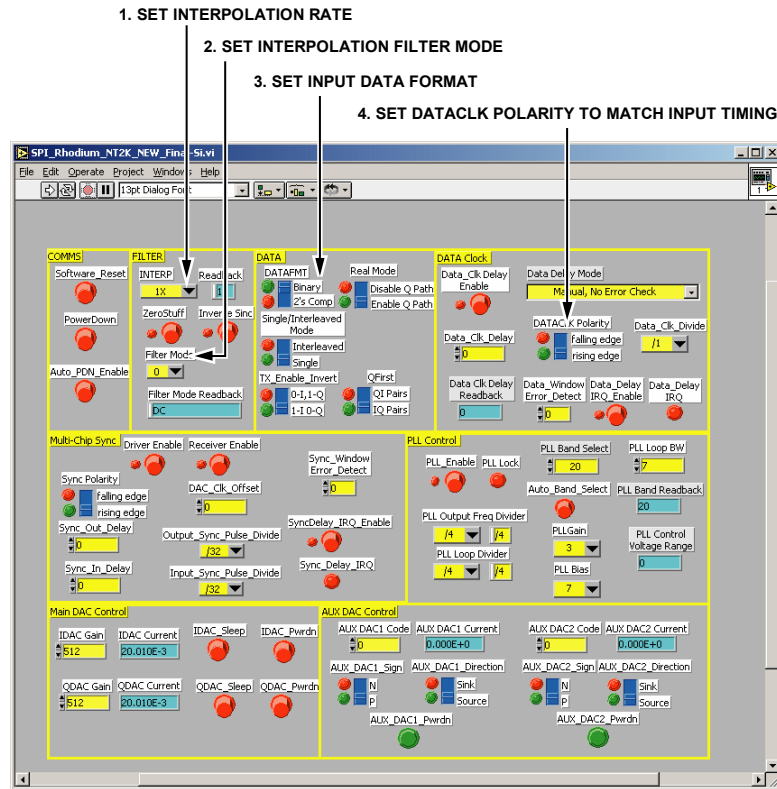 1. SET INTERPOLATION RATE
2. SET INTERPOLATION FILTER MODE
3. SET INPUT DATA FORMAT
4. SET DATACLK POLARITY TO MATCH INPUT TIMING
SPI_Rhodium_NT2K_NEW_Final-Si.vi
File Edit Operate Project Windows Help
13pt Dialog Font
1
COMMS
Software_Reset
PowerDown
Auto_PDN_Enable
FILTER
INTERP Readback
1X 1
ZeroStuff Inverse Sinc
Filter Mode
0
Filter Mode Readback
DC
DATA
DATAFMT Real Mode
Binary Disable Q Path
2's Comp Enable Q Path
Single/Interleaved
Mode
Interleaved
Single
TX_Enable_Invert QFirst
0-I,1-Q QI Pairs
1-I 0-Q IQ Pairs
DATA Clock
Data_Clk Delay
Enable
Data Delay Mode
Manual, No Error Check
DATACLK Polarity
falling edge
rising edge
Data_Clk_Divide
/1
Data_Clk_Delay
0
Data Clk Delay
Readback
0
Data_Window
Error_Detect
0
Data_Delay
IRQ_Enable
Data_Delay
IRQ
Multi-Chip Sync
Driver Enable Receiver Enable
Sync_Window
Error_Detect
0
Sync Polarity
falling edge
rising edge
DAC_Clk_Offset
0
Sync_Out_Delay
0
Output_Sync_Pulse_Divide
/32
SyncDelay_IRQ_Enable
Sync_In_Delay
0
Input_Sync_Pulse_Divide
/32
Sync_Delay_IRQ
PLL Control
PLL_Enable PLL Lock
PLL Band Select
20
PLL Loop BW
7
Auto_Band_Select
PLL Band Readback
20
PLL Output Freq Divider
/4 /4
PLL Loop Divider
/4 /4
PLLGain
3
PLL Bias
7
PLL Control
Voltage Range
0
Main DAC Control
IDAC Gain IDAC Current IDAC_Sleep IDAC_Pwrdn
512 20.010E-3
QDAC Gain QDAC Current QDAC_Sleep QDAC_Pwrdn
512 20.010E-3
AUX DAC Control
AUX DAC1 Code AUX DAC1 Current AUX DAC2 Code AUX DAC2 Current
0 0.000E+0 0 0.000E+0
AUX_DAC1_Sign AUX_DAC1_Direction AUX_DAC2_Sign AUX_DAC2_Direction
N Sink N Sink
P Source P Source
AUX_DAC1_Pwrdn AUX_DAC2_Pwrdn